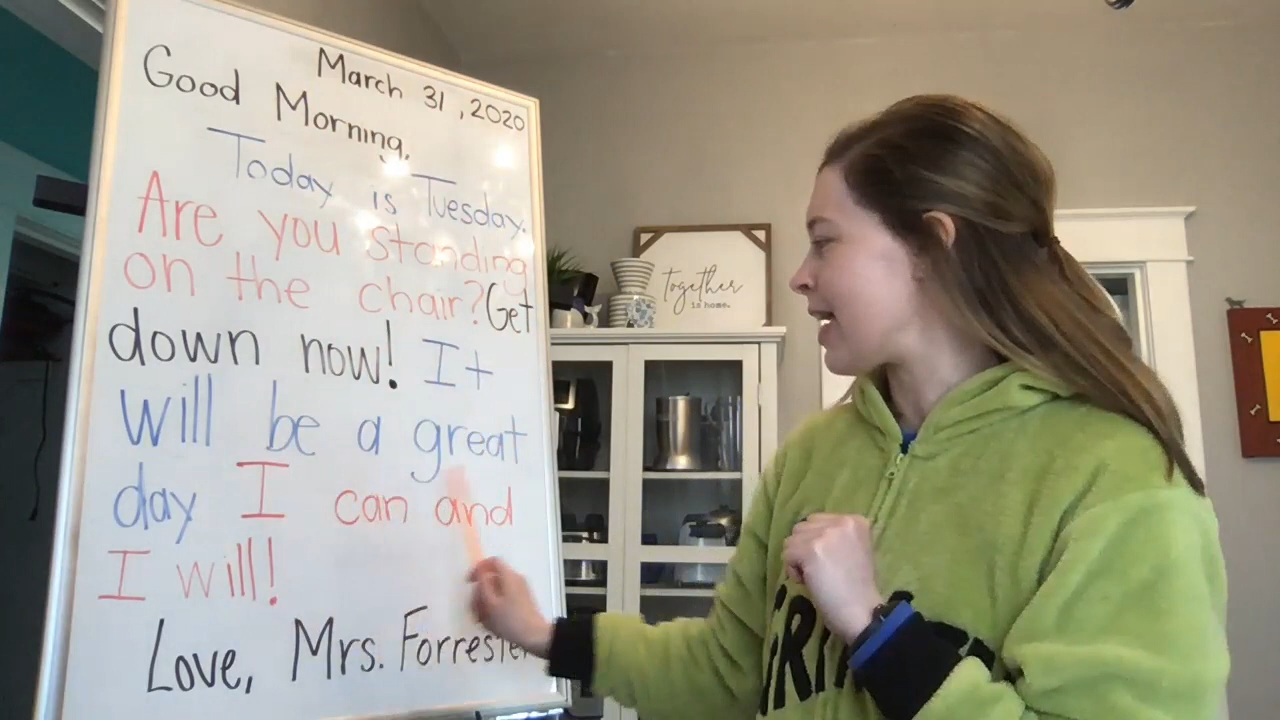 March 31, 2020
Good Morning,
Today is Tuesday.
Are you standing
on the chair? Get
down now! It
will be a great
day I can and
I will!
Love, Mrs. Forrester
together
is home.